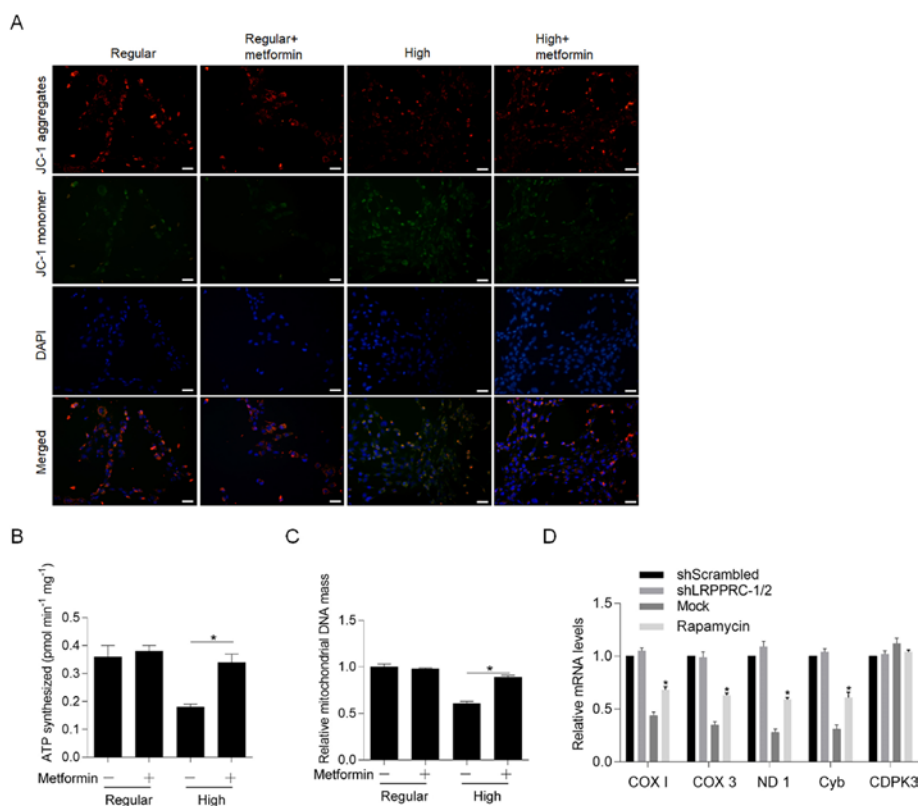 A
Regular
Regular+
metformin
High
High+
metformin
JC-1 aggregates
JC-1 monomer
DAPI
Merged
B
ATP synthesized (pmol min⁻¹ mg⁻¹)
0.5
0.4
0.3
0.2
0.1
0.0
*
Metformin
— + — +
Regular High
C
Relative mitochondrial DNA mass
1.5
1.0
0.5
0.0
*
Metformin
— + — +
Regular High
D
shScrambled
shLRPPRC-1/2
Mock
Rapamycin
Relative mRNA levels
1.5
1.0
0.5
0.0
* * * *
COX I COX 3 ND 1 Cyb CDPK3